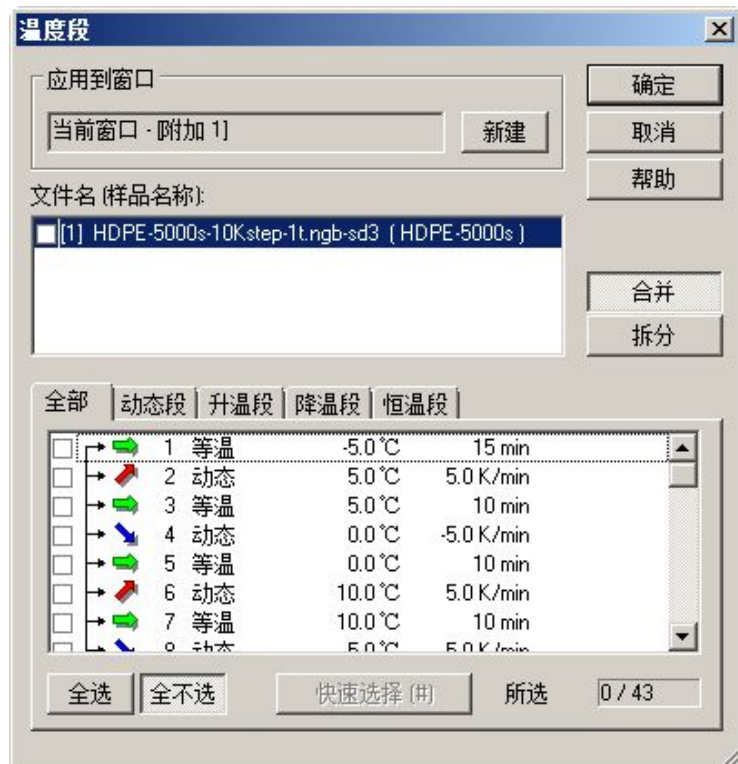 温度段
应用到窗口
当前窗口 - [附加 1]
新建
确定
取消
帮助
文件名 (样品名称):
[1] HDPE-5000s-10Kstep-1t.ngb-sd3 ( HDPE-5000s )
合并
拆分
全部 动态段 升温段 降温段 恒温段
1 等温 -5.0℃ 15 min
2 动态 5.0℃ 5.0 K/min
3 等温 5.0℃ 10 min
4 动态 0.0℃ -5.0 K/min
5 等温 0.0℃ 10 min
6 动态 10.0℃ 5.0 K/min
7 等温 10.0℃ 10 min
全选 全不选 快速选择 (#) 所选 0 / 43